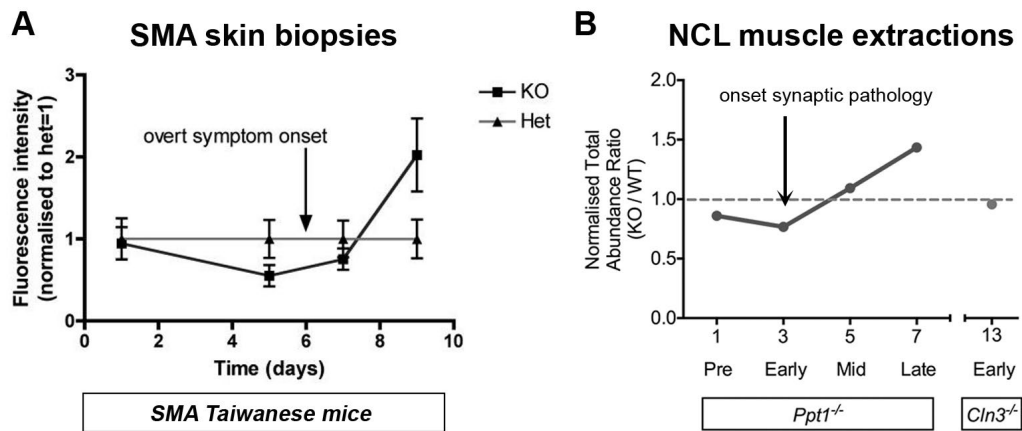 A
SMA skin biopsies
Fluorescence intensity
(normalised to het=1)
3
2
1
0
overt symptom onset
KO
Het
0 2 4 6 8 10
Time (days)
SMA Taiwanese mice
B
NCL muscle extractions
Normalised Total
Abundance Ratio
(KO / WT)
2.0
1.5
1.0
0.5
0.0
onset synaptic pathology
1 3 5 7 13
Pre Early Mid Late Early
Ppt1-/- Cln3-/-